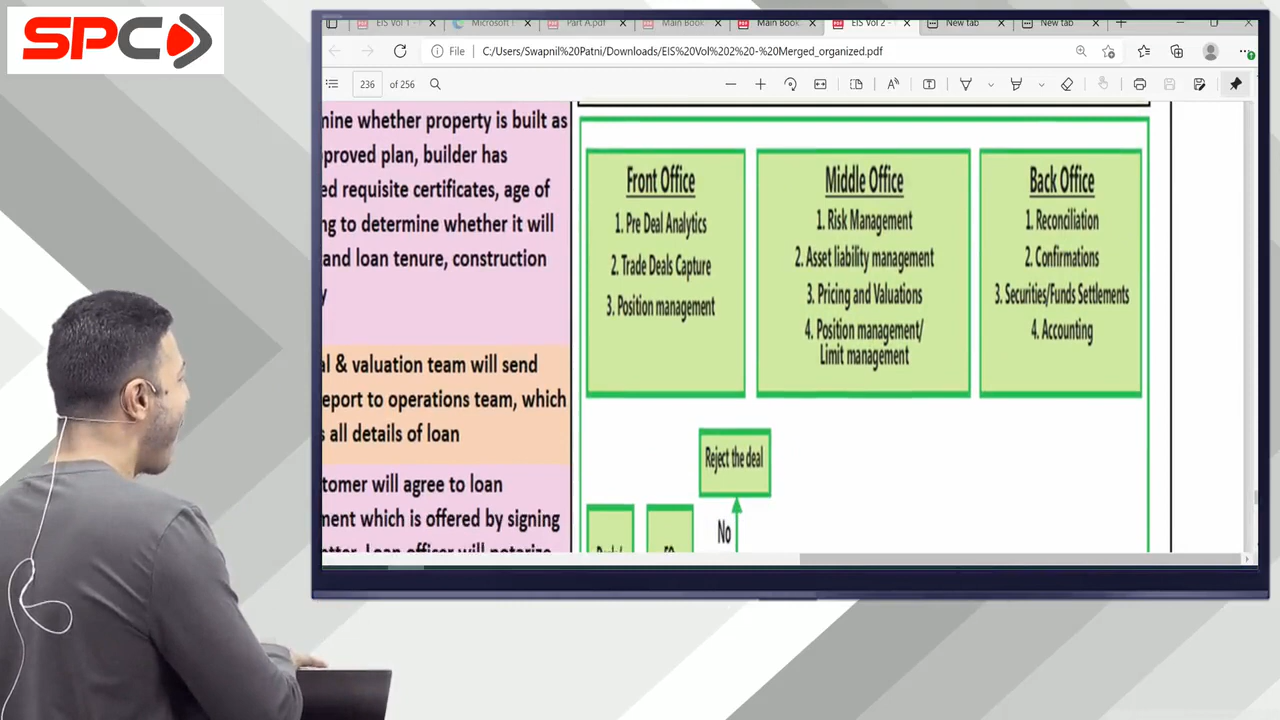 SPC
EIS Vol 1 -
Microsoft
Part A.pdf
Main Book
Main Book
EIS Vol 2 -
New tab
New tab
File
C:/Users/Swapnil%20Patni/Downloads/EIS%20Vol%202%20-%20Merged_organized.pdf
236 of 256
mine whether property is built as
proved plan, builder has
ed requisite certificates, age of
ng to determine whether it will
and loan tenure, construction
y
al & valuation team will send
eport to operations team, which
s all details of loan
tomer will agree to loan
ment which is offered by signing
Front Office
1. Pre Deal Analytics
2. Trade Deals Capture
3. Position management
Middle Office
1. Risk Management
2. Asset liability management
3. Pricing and Valuations
4. Position management/
Limit management
Back Office
1. Reconciliation
2. Confirmations
3. Securities/Funds Settlements
4. Accounting
Reject the deal
No